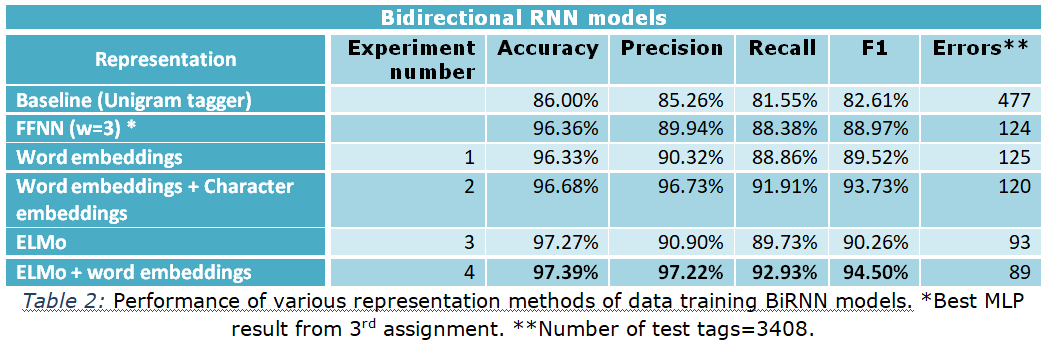 Bidirectional RNN models
Representation Experiment number Accuracy Precision Recall F1 Errors**
Baseline (Unigram tagger) 86.00% 85.26% 81.55% 82.61% 477
FFNN (w=3) * 96.36% 89.94% 88.38% 88.97% 124
Word embeddings 1 96.33% 90.32% 88.86% 89.52% 125
Word embeddings + Character embeddings 2 96.68% 96.73% 91.91% 93.73% 120
ELMo 3 97.27% 90.90% 89.73% 90.26% 93
ELMo + word embeddings 4 97.39% 97.22% 92.93% 94.50% 89
Table 2: Performance of various representation methods of data training BiRNN models. *Best MLP
result from 3rd assignment. **Number of test tags=3408.